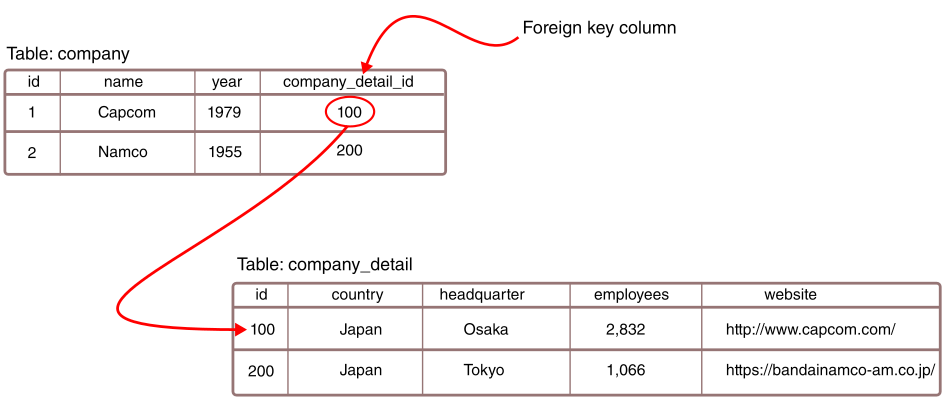 Foreign key column
Table: company
id name year company_detail_id
1 Capcom 1979 100
2 Namco 1955 200
Table: company_detail
id country headquarter employees website
100 Japan Osaka 2,832 http://www.capcom.com/
200 Japan Tokyo 1,066 https://bandainamco-am.co.jp/